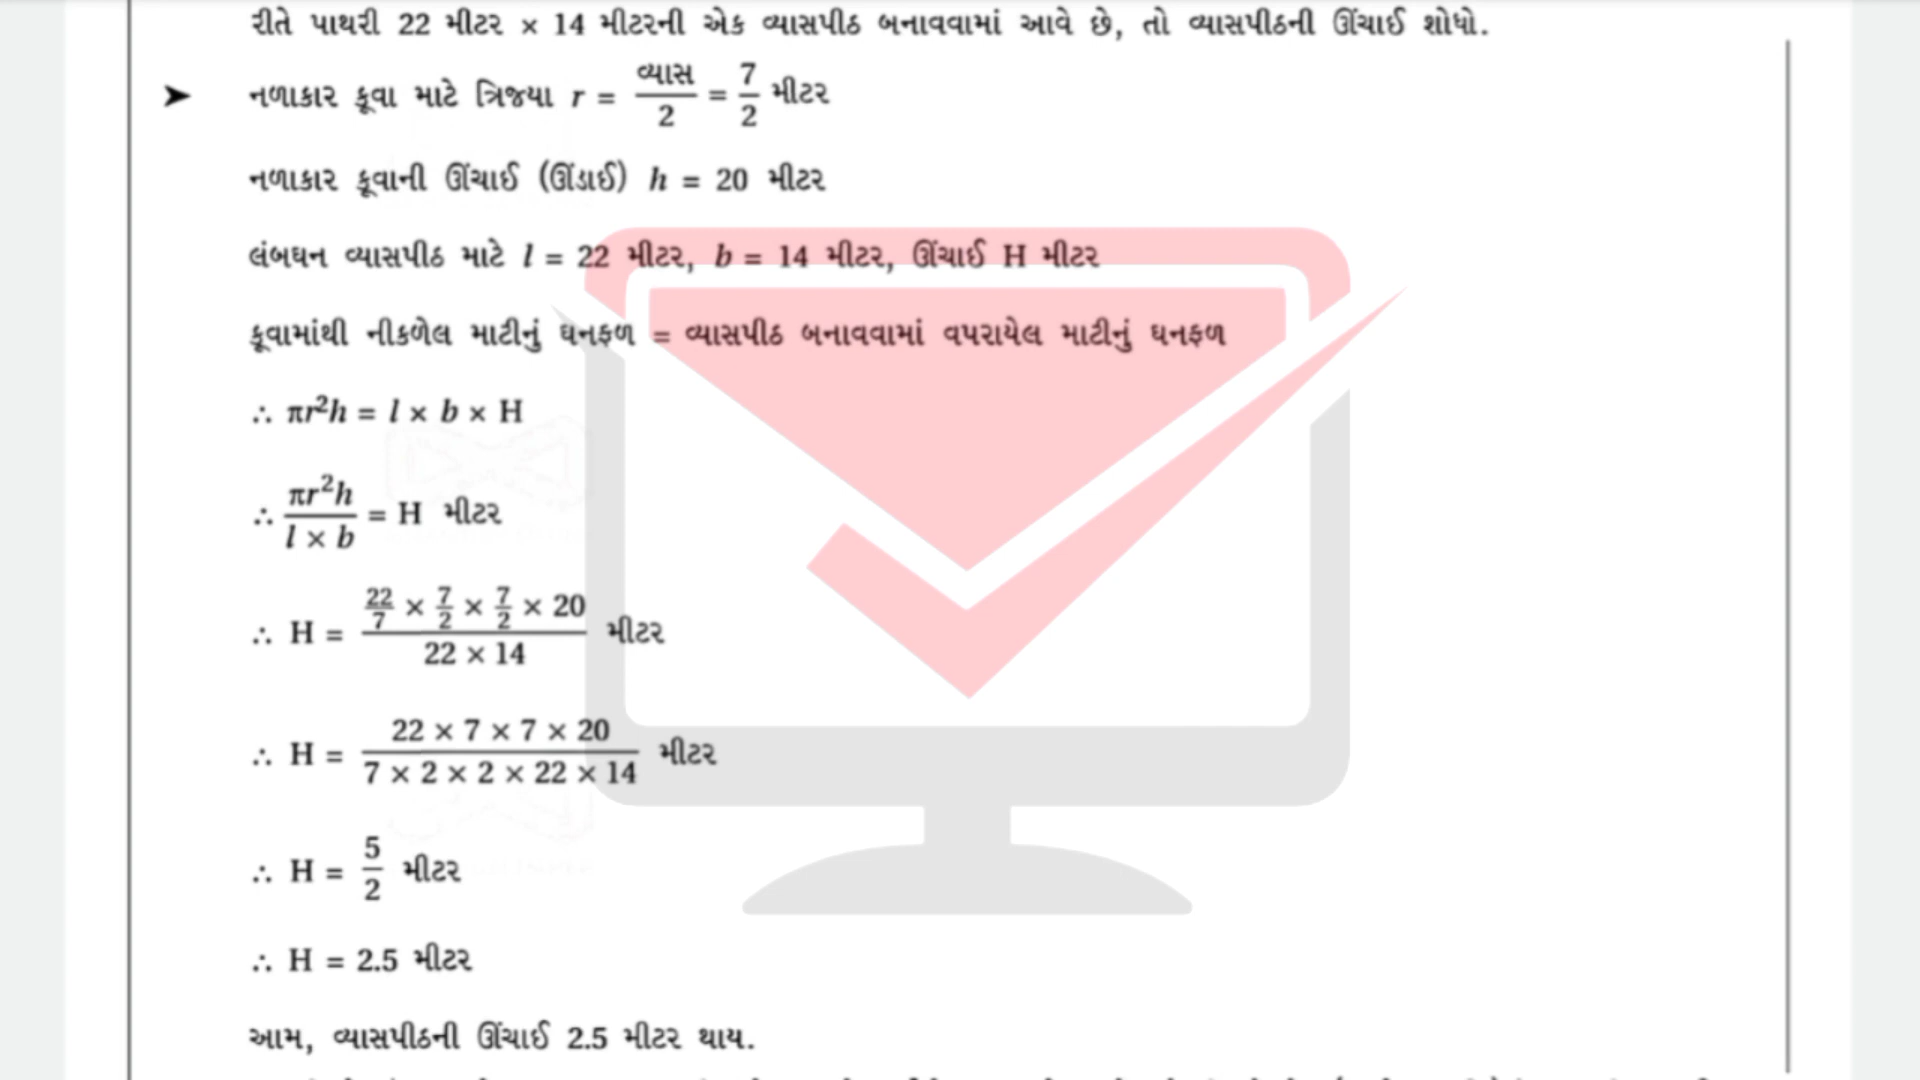 રીતે પાથરી 22 મીટર × 14 મીટરની એક વ્યાસપીઠ બનાવવામાં આવે છે, તો વ્યાસપીઠની ઊંચાઈ શોધો.
➤ નળાકાર કૂવા માટે ત્રિજ્યા r = વ્યાસ/2 = 7/2 મીટર
નળાકાર કૂવાની ઊંચાઈ (ઊંડાઈ) h = 20 મીટર
લંબઘન વ્યાસપીઠ માટે l = 22 મીટર, b = 14 મીટર, ઊંચાઈ H મીટર
કૂવામાંથી નીકળેલ માટીનું ઘનફળ = વ્યાસપીઠ બનાવવામાં વપરાયેલ માટીનું ઘનફળ
∴ πr²h = l × b × H
∴ πr²h / l × b = H મીટર
∴ H = 22/7 × 7/2 × 7/2 × 20 / 22 × 14 મીટર
∴ H = 22 × 7 × 7 × 20 / 7 × 2 × 2 × 22 × 14 મીટર
∴ H = 5/2 મીટર
∴ H = 2.5 મીટર
આમ, વ્યાસપીઠની ઊંચાઈ 2.5 મીટર થાય.